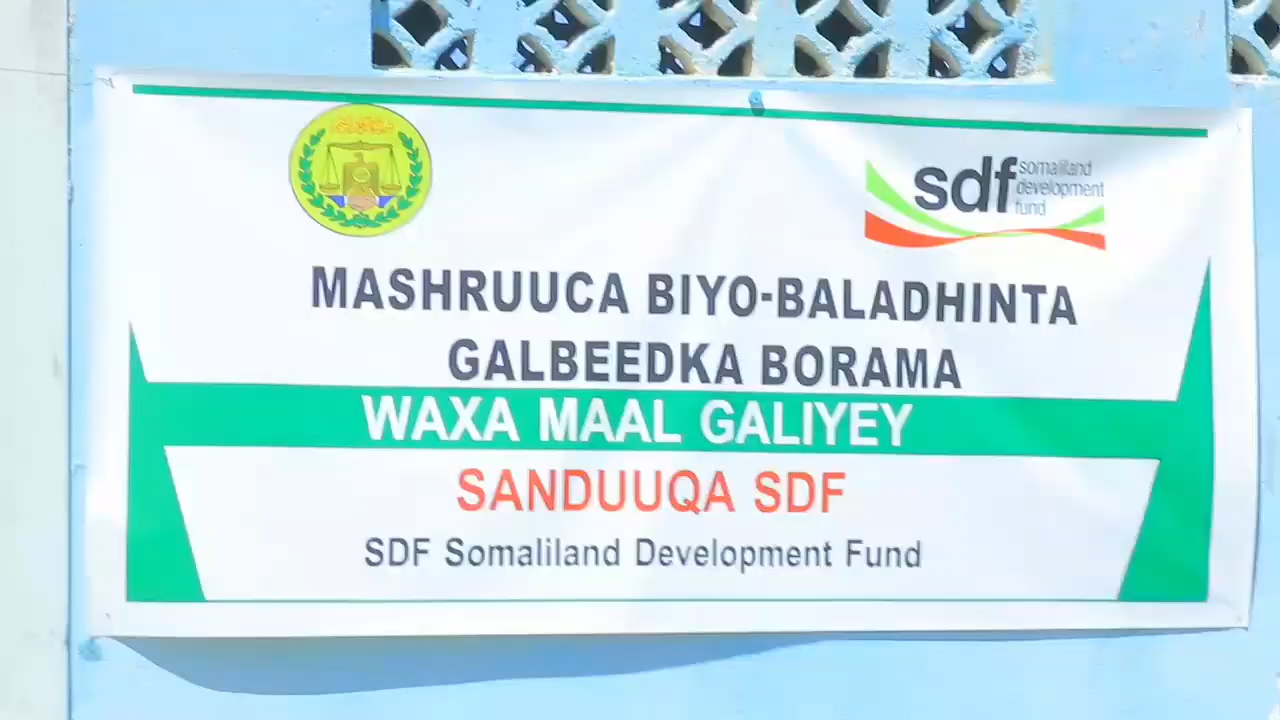 sdf somaliland
development
fund
MASHRUUCA BIYO-BALADHINTA
GALBEEDKA BORAMA
WAXA MAAL GALIYEY
SANDUUQA SDF
SDF Somaliland Development Fund